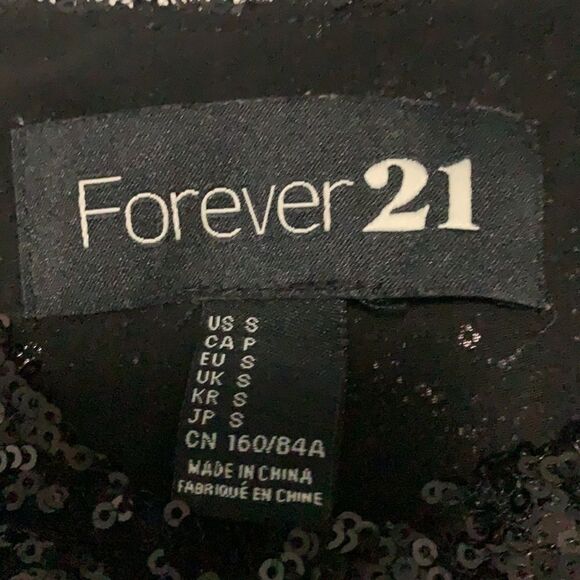 Forever 21
US S
CA P
EU S
UK S
KR S
JP S
CN 160/84A
MADE IN CHINA
FABRIQUÉ EN CHINE